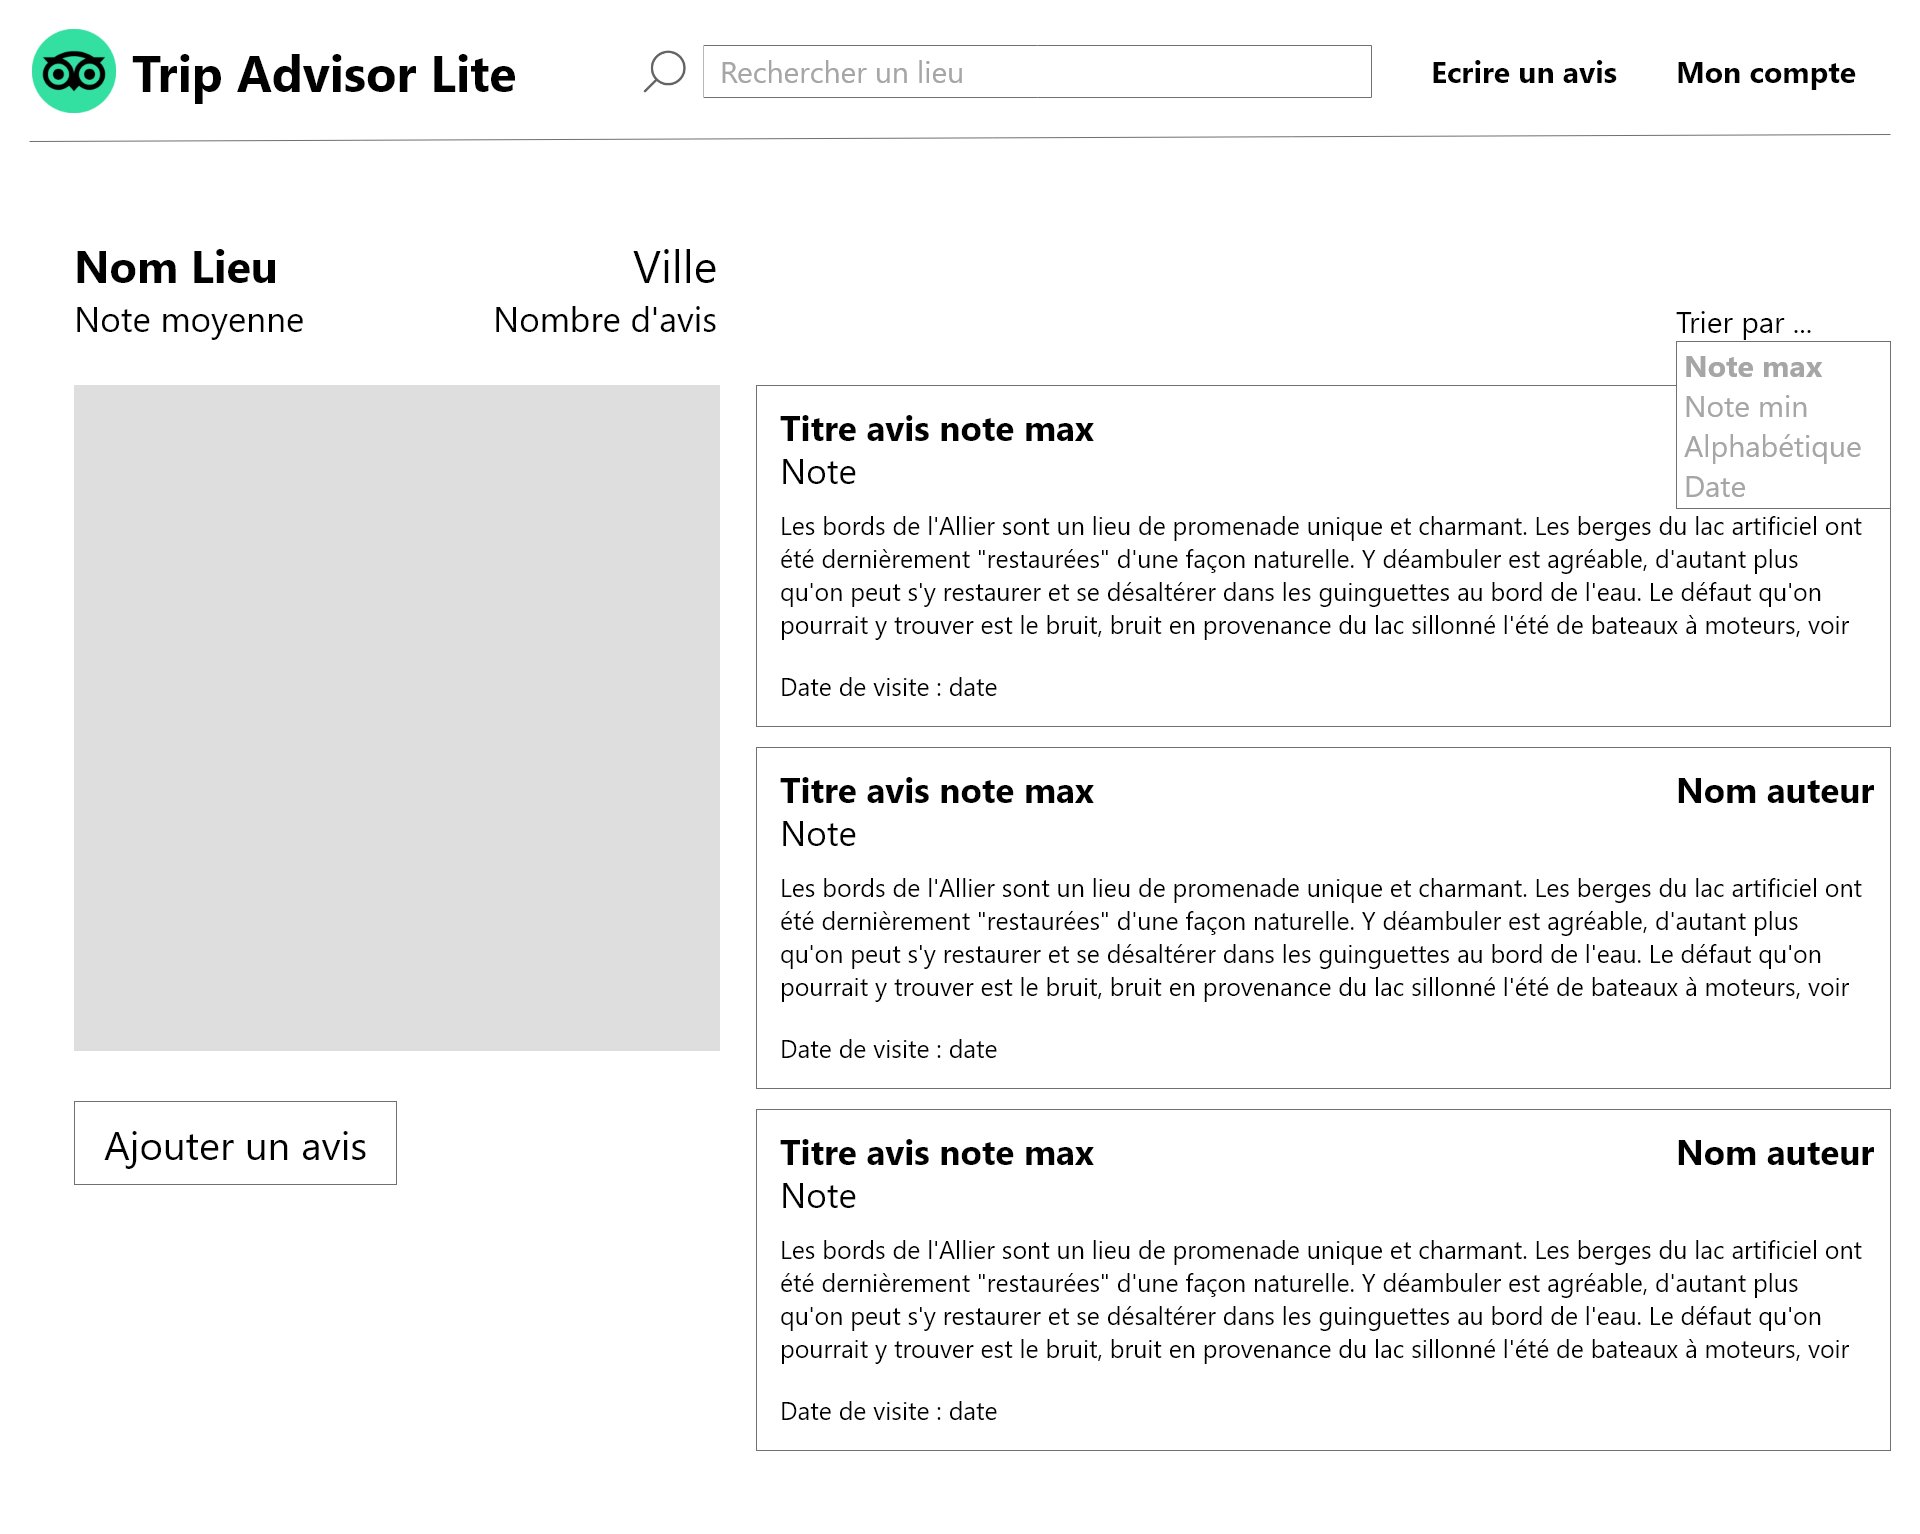 Trip Advisor Lite
Rechercher un lieu
Ecrire un avis
Mon compte
Nom Lieu
Ville
Note moyenne
Nombre d'avis
Trier par ...
Note max
Note min
Alphabétique
Date
Titre avis note max
Note
Les bords de l'Allier sont un lieu de promenade unique et charmant. Les berges du lac artificiel ont
été dernièrement "restaurées" d'une façon naturelle. Y déambuler est agréable, d'autant plus
qu'on peut s'y restaurer et se désaltérer dans les guinguettes au bord de l'eau. Le défaut qu'on
pourrait y trouver est le bruit, bruit en provenance du lac sillonné l'été de bateaux à moteurs, voir
Date de visite : date
Titre avis note max
Nom auteur
Note
Les bords de l'Allier sont un lieu de promenade unique et charmant. Les berges du lac artificiel ont
été dernièrement "restaurées" d'une façon naturelle. Y déambuler est agréable, d'autant plus
qu'on peut s'y restaurer et se désaltérer dans les guinguettes au bord de l'eau. Le défaut qu'on
pourrait y trouver est le bruit, bruit en provenance du lac sillonné l'été de bateaux à moteurs, voir
Date de visite : date
Ajouter un avis
Titre avis note max
Nom auteur
Note
Les bords de l'Allier sont un lieu de promenade unique et charmant. Les berges du lac artificiel ont
été dernièrement "restaurées" d'une façon naturelle. Y déambuler est agréable, d'autant plus
qu'on peut s'y restaurer et se désaltérer dans les guinguettes au bord de l'eau. Le défaut qu'on
pourrait y trouver est le bruit, bruit en provenance du lac sillonné l'été de bateaux à moteurs, voir
Date de visite : date